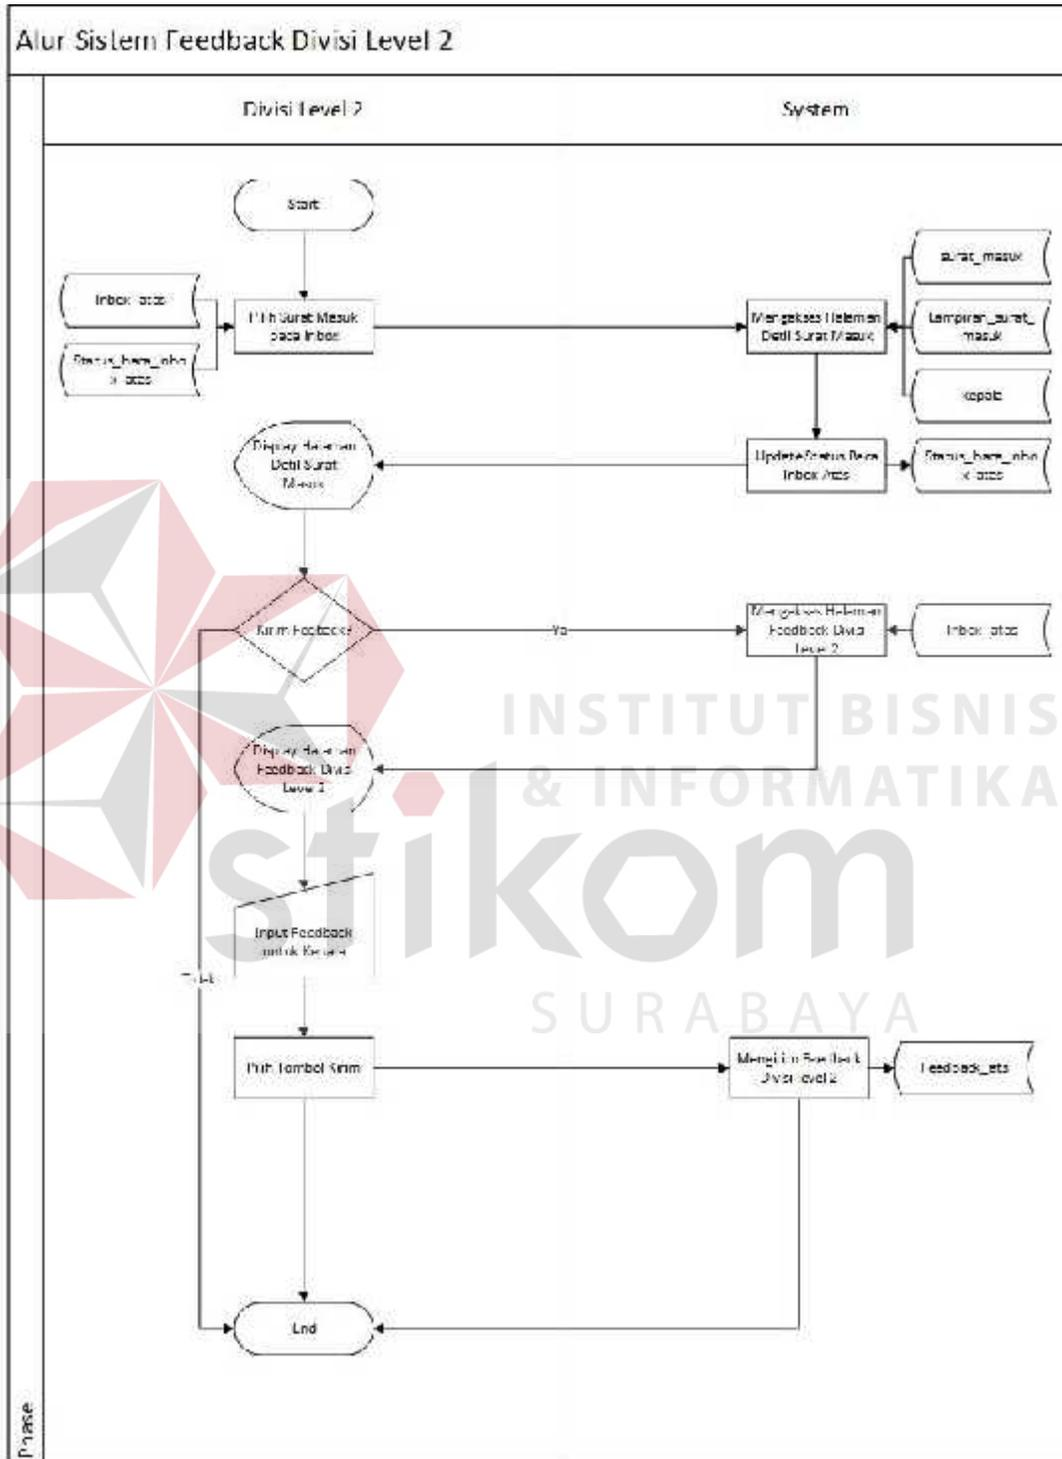 Alur Sistem Feedback Divisi Level 2
Divisi Level 2
System
Start
surat_masuk
Inbox_atas
Pilih Surat Masuk
pada Inbox
Mengakses Halaman
Detil Surat Masuk
Lampiran_surat_
masuk
Status_baca_inbo
x_atas
kepala
Display Halaman
Detil Surat
Masuk
Update Status Baca
Inbox Atas
Status_baca_inbo
x_atas
Kirim Feedback?
Ya
Mengakses Halaman
Feedback Divisi
Level 2
Inbox_atas
INSTITUT BISNIS
& INFORMATIKA
Display Halaman
Feedback Divisi
Level 2
stikom
SURABAYA
Input Feedback
untuk Kepala
Tidak
Pilih Tombol Kirim
Mengirim Feedback
Divisi level 2
Feedback_ats
End
Phase